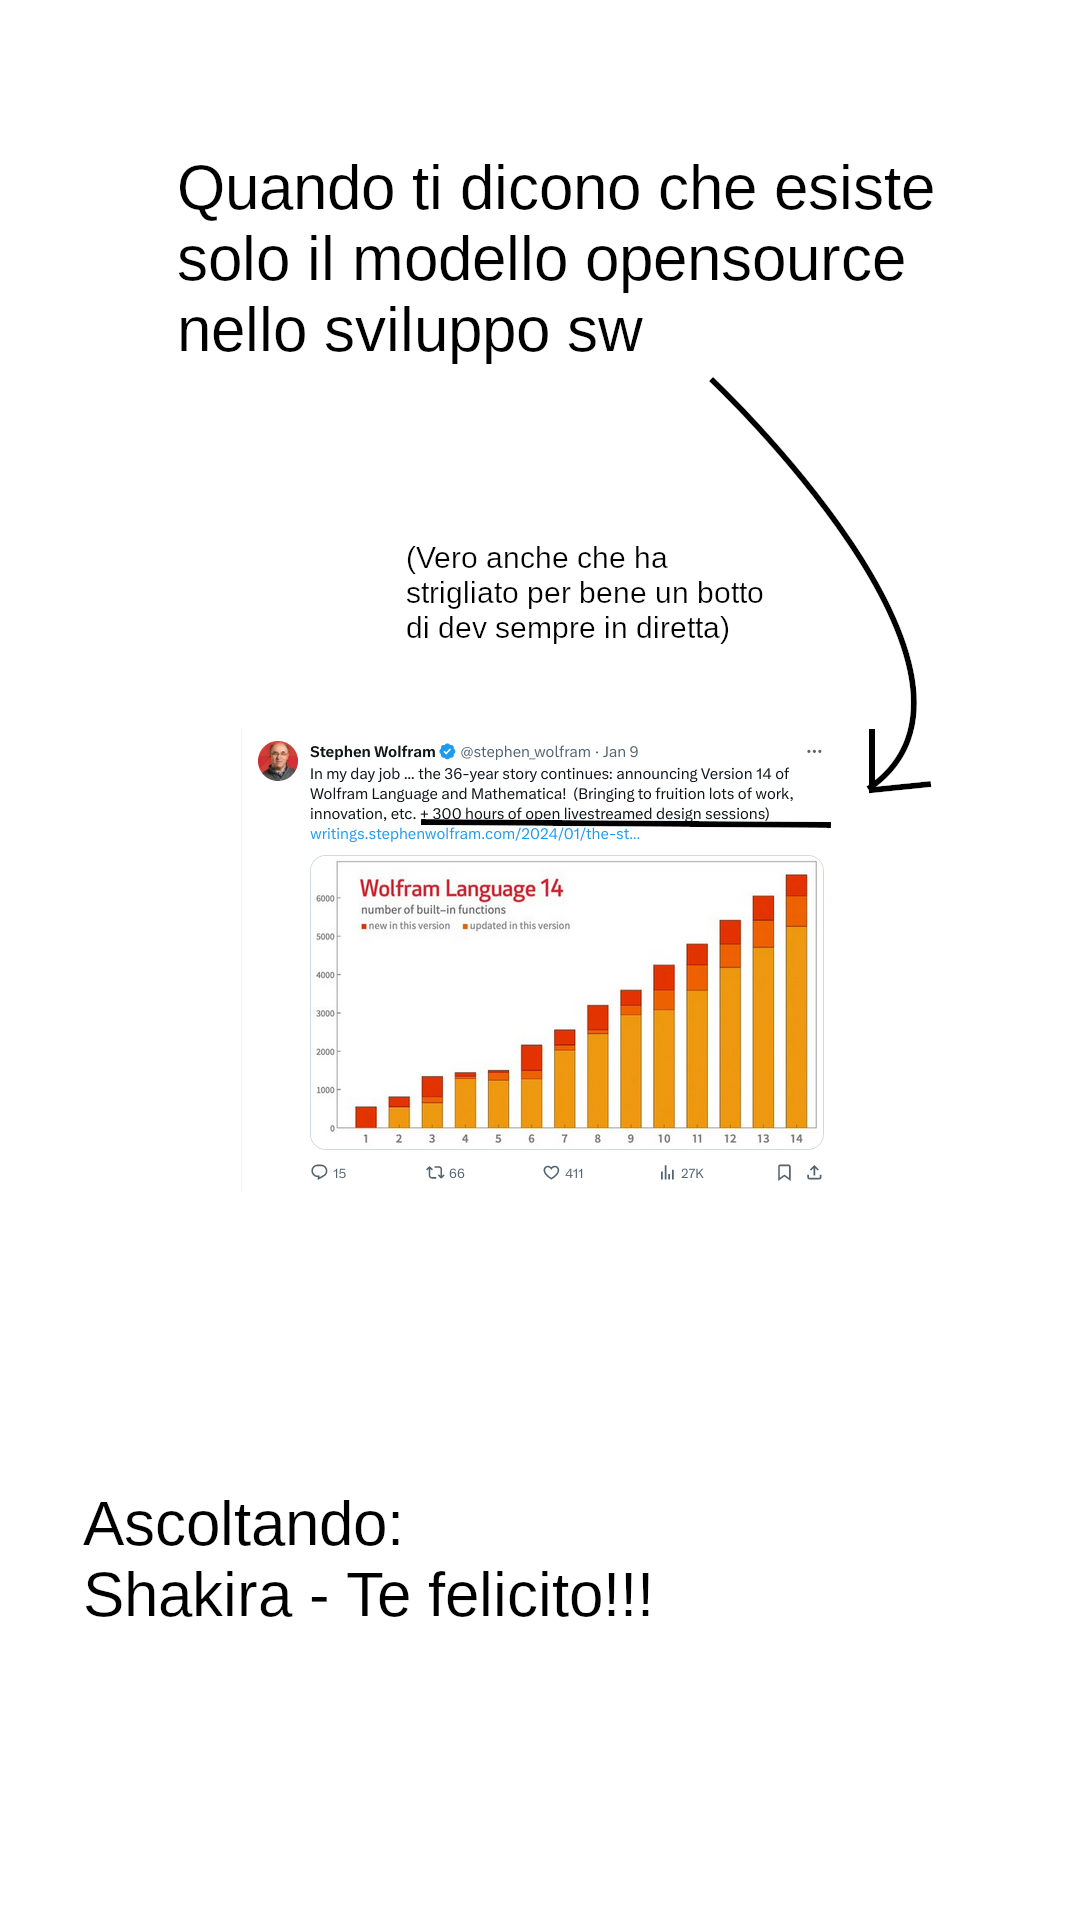 Quando ti dicono che esiste
solo il modello opensource
nello sviluppo sw
(Vero anche che ha
strigliato per bene un botto
di dev sempre in diretta)
Stephen Wolfram @stephen_wolfram · Jan 9 ...
In my day job ... the 36-year story continues: announcing Version 14 of
Wolfram Language and Mathematica! (Bringing to fruition lots of work,
innovation, etc. + 300 hours of open livestreamed design sessions)
writings.stephenwolfram.com/2024/01/the-st...
Wolfram Language 14
number of built-in functions
new in this version updated in this version
6000
5000
4000
3000
2000
1000
0
1 2 3 4 5 6 7 8 9 10 11 12 13 14
15 66 411 27K
Ascoltando:
Shakira - Te felicito!!!